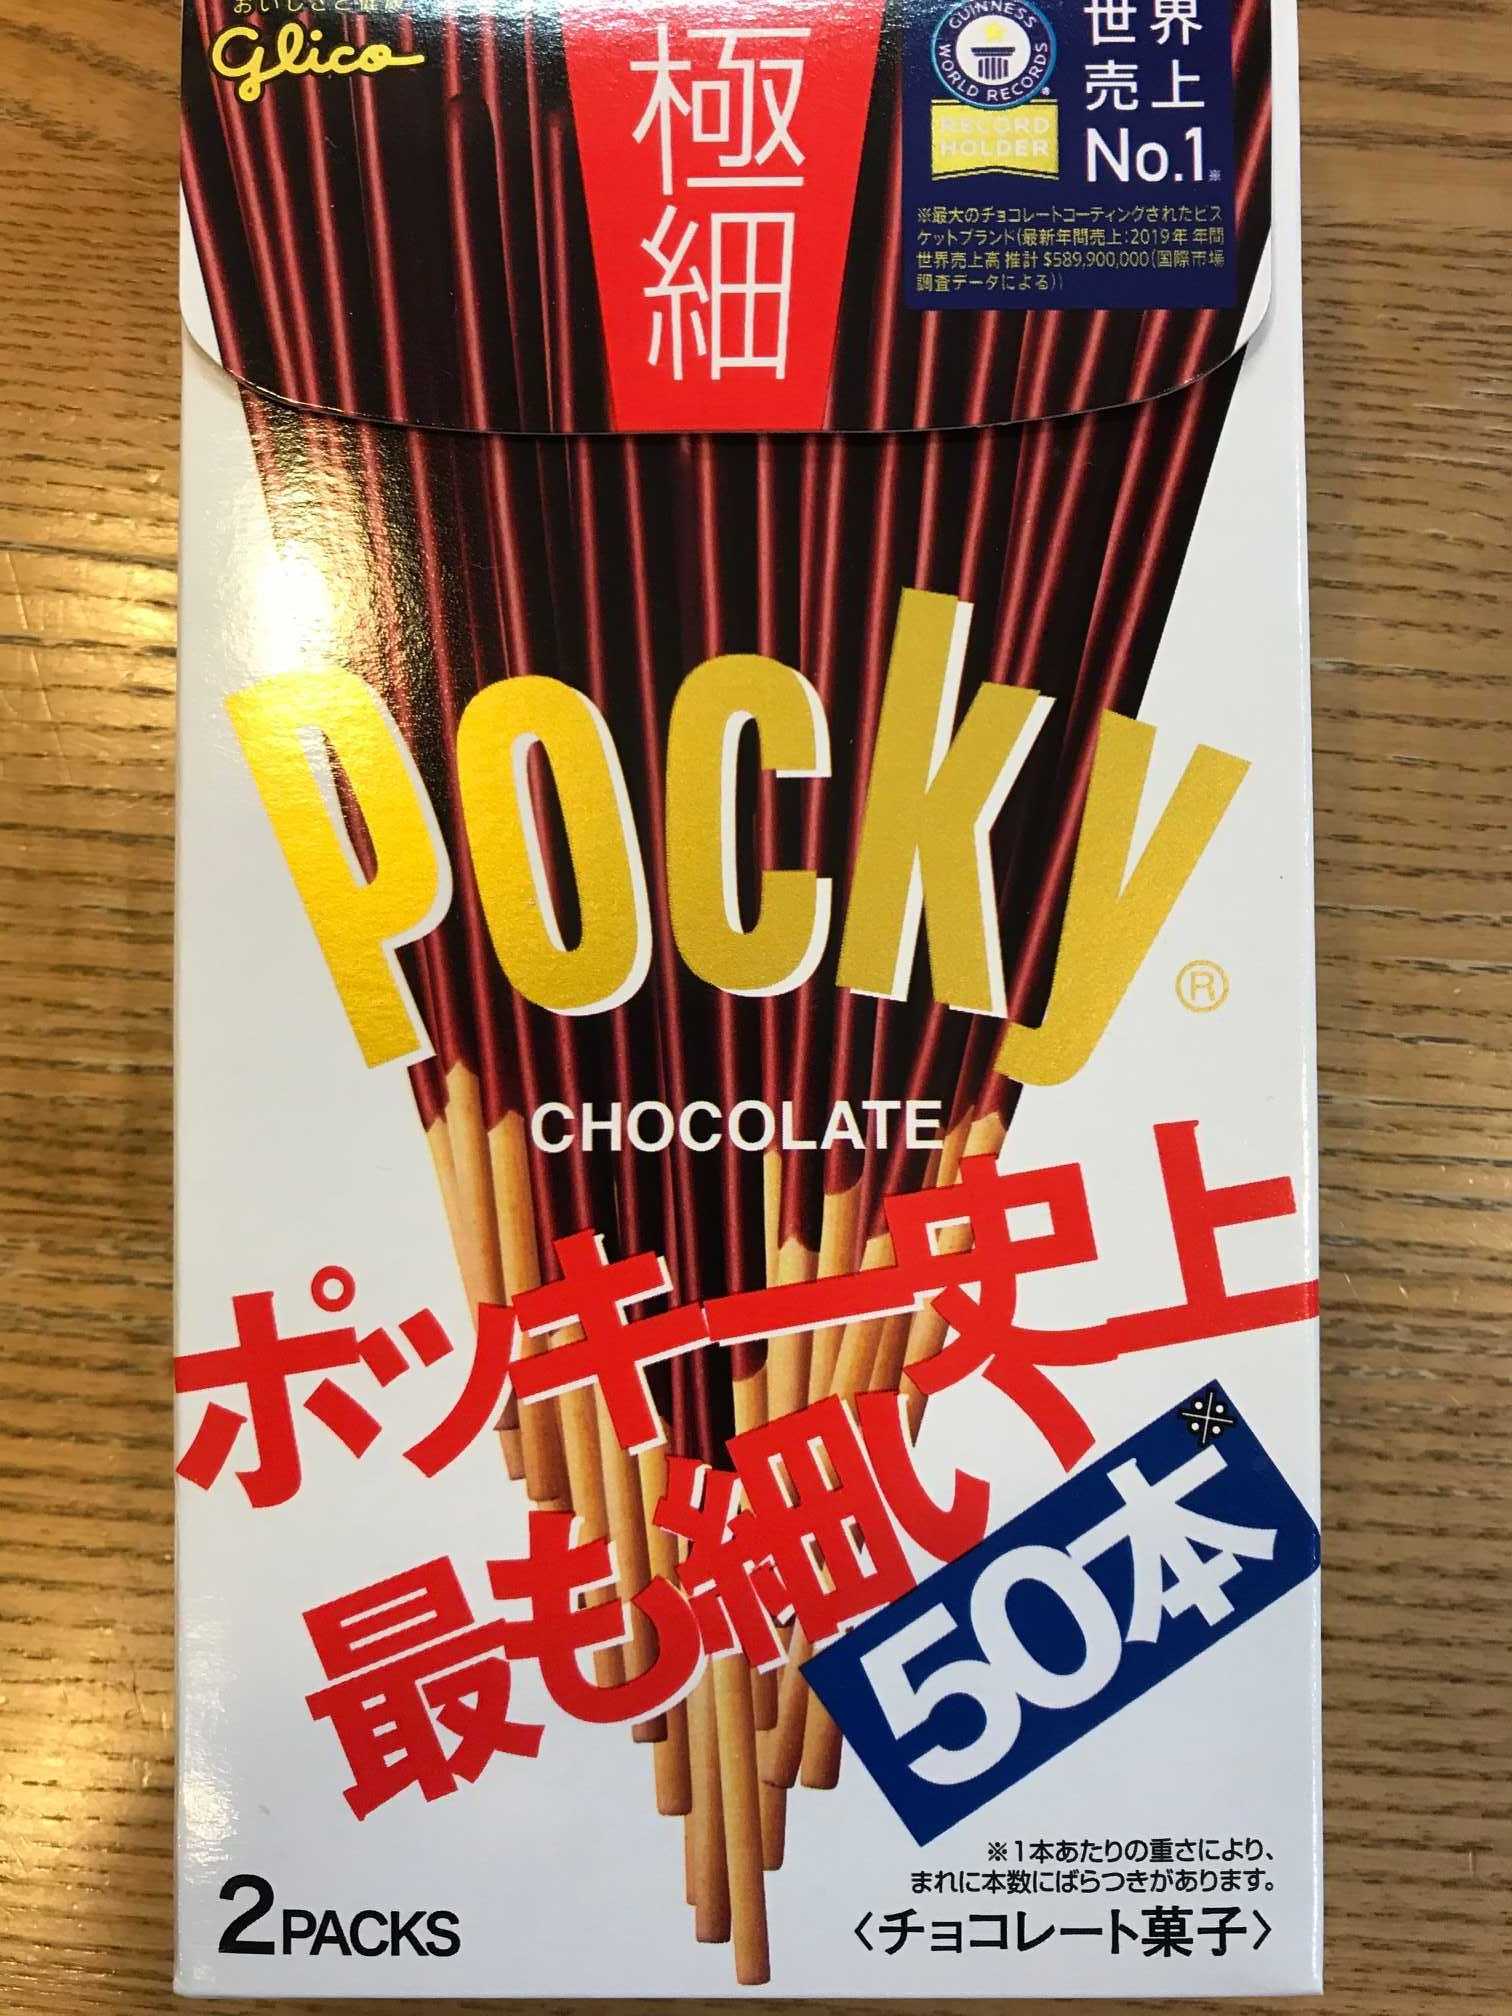 おいしさと健康
Glico
極細
GUINNESS
WORLD RECORDS
RECORD
HOLDER
世界
売上
No.1※
※最大のチョコレートコーティングされたビス
ケットブランド(最新年間売上:2019年 年間
世界売上高 推計 $589,900,000(国際市場
調査データによる))
POCKY®
CHOCOLATE
ポッキー史上
最も細い
50本※
※1本あたりの重さにより、
まれに本数にばらつきがあります。
2PACKS
〈チョコレート菓子〉